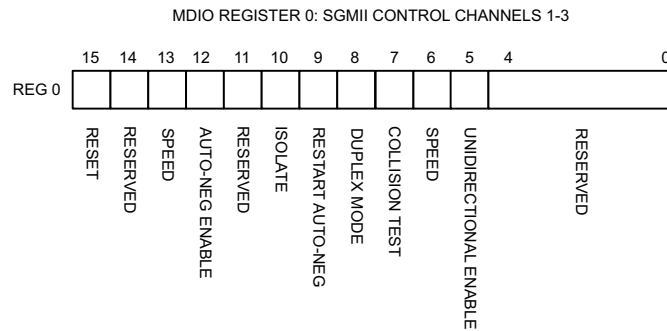 MDIO REGISTER 0: SGMII CONTROL CHANNELS 1-3
15 14 13 12 11 10 9 8 7 6 5 4 0
REG 0
RESET
RESERVED
SPEED
AUTO-NEG ENABLE
RESERVED
ISOLATE
RESTART AUTO-NEG
DUPLEX MODE
COLLISION TEST
SPEED
UNIDIRECTIONAL ENABLE
RESERVED